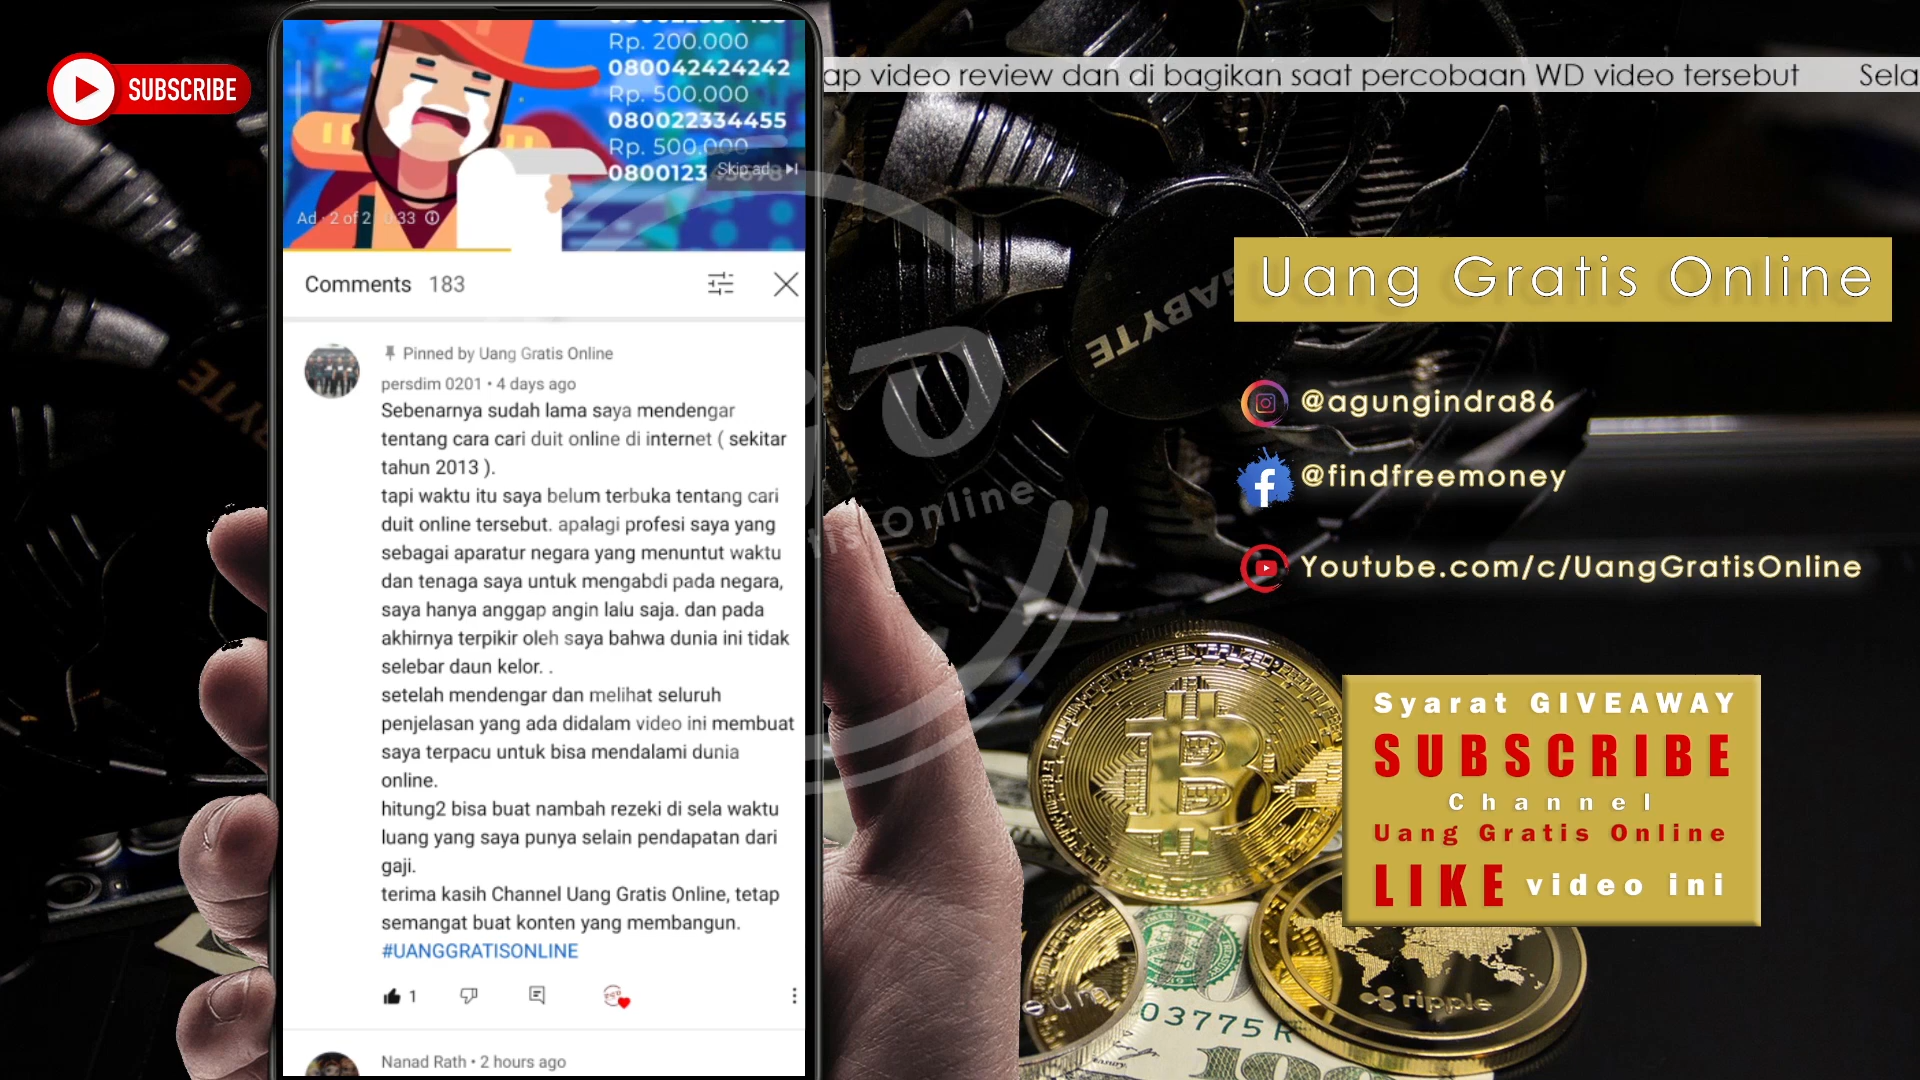 SUBSCRIBE
Rp. 200.000
080042424242
Rp. 500.000
080022334455
Rp. 500.000
0800123
Skip ad
Ad · 2 of 2 · 0:33
ap video review dan di bagikan saat percobaan WD video tersebut Sela
Comments 183
Pinned by Uang Gratis Online
persdim 0201 • 4 days ago
Sebenarnya sudah lama saya mendengar
tentang cara cari duit online di internet ( sekitar
tahun 2013 ).
tapi waktu itu saya belum terbuka tentang cari
duit online tersebut. apalagi profesi saya yang
sebagai aparatur negara yang menuntut waktu
dan tenaga saya untuk mengabdi pada negara,
saya hanya anggap angin lalu saja. dan pada
akhirnya terpikir oleh saya bahwa dunia ini tidak
selebar daun kelor. .
setelah mendengar dan melihat seluruh
penjelasan yang ada didalam video ini membuat
saya terpacu untuk bisa mendalami dunia
online.
hitung2 bisa buat nambah rezeki di sela waktu
luang yang saya punya selain pendapatan dari
gaji.
terima kasih Channel Uang Gratis Online, tetap
semangat buat konten yang membangun.
#UANGGRATISONLINE
1
Nanad Rath • 2 hours ago
Online
GABYTE
Uang Gratis Online
@agungindra86
@findfreemoney
Youtube.com/c/UangGratisOnline
Syarat GIVEAWAY
SUBSCRIBE
Channel
Uang Gratis Online
LIKE video ini
ripple
eum
03775 R
100